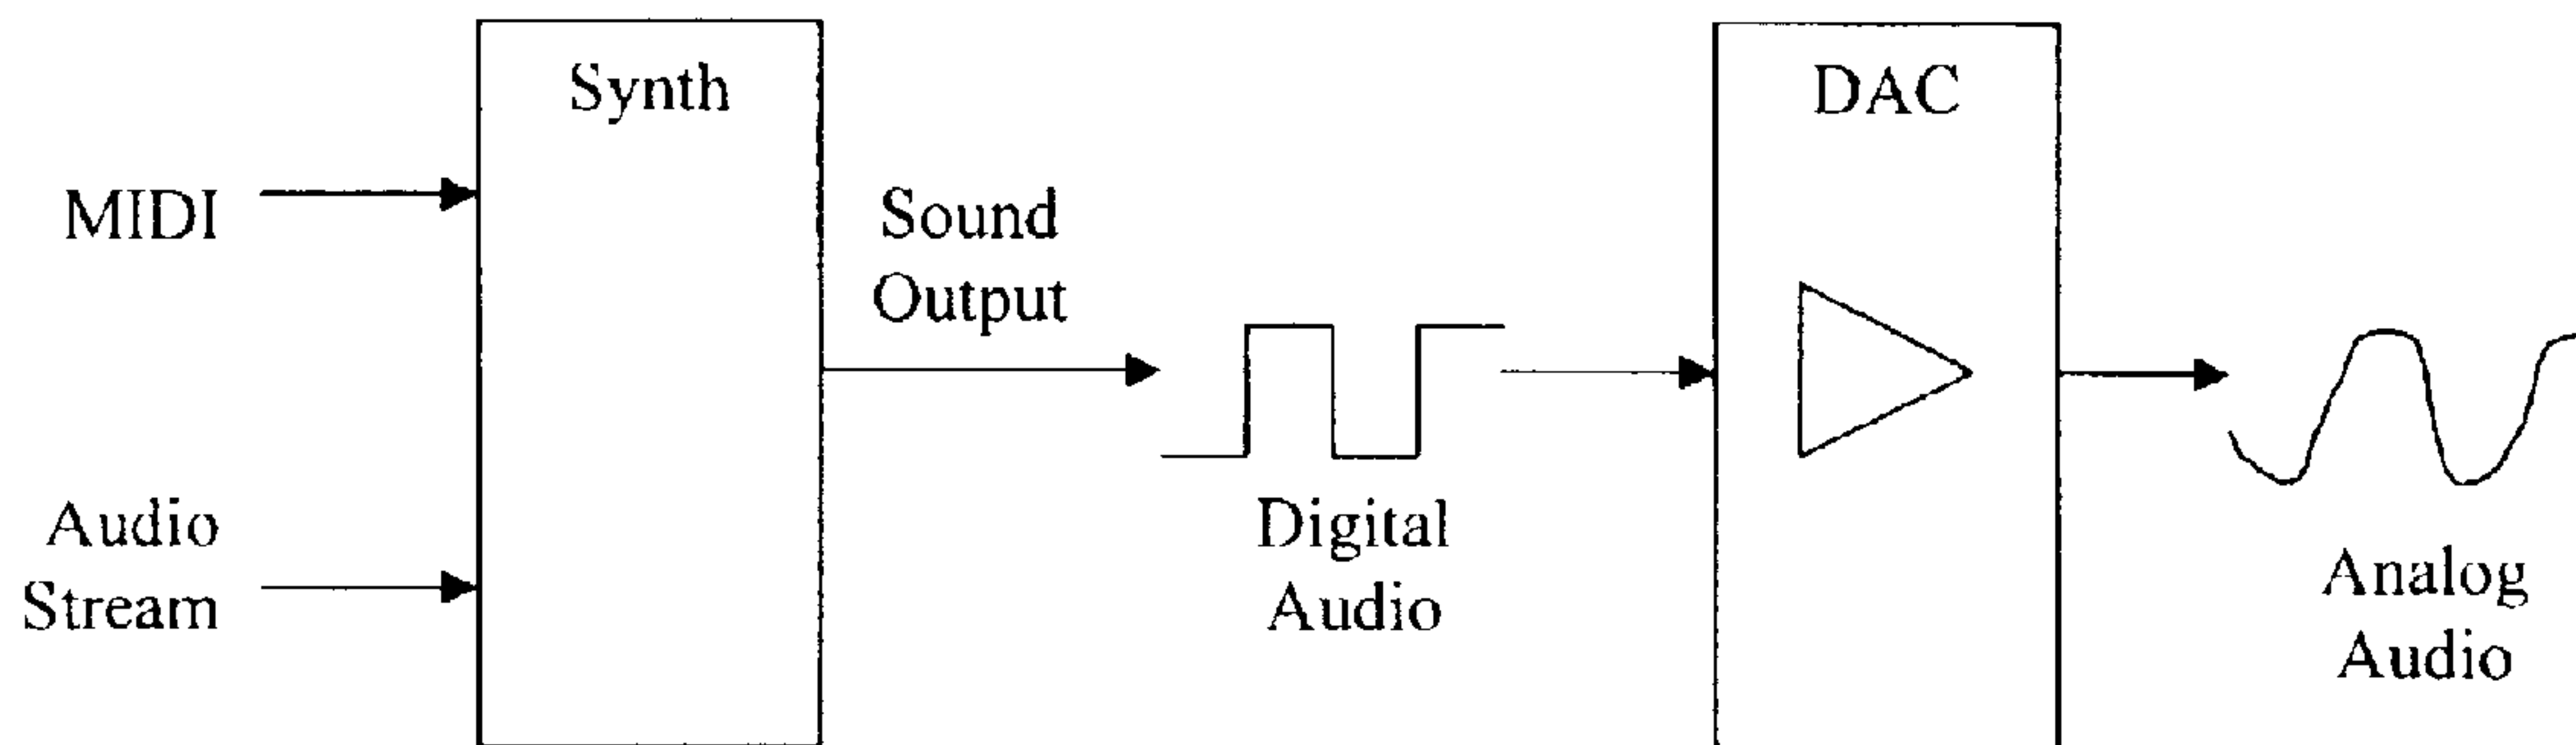 Synth
MIDI
Audio
Stream
Sound
Output
Digital
Audio
DAC
Analog
Audio